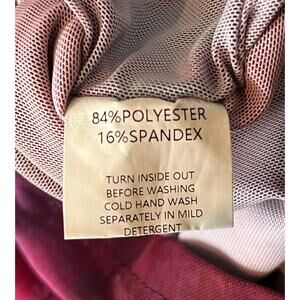 84%POLYESTER
16%SPANDEX
TURN INSIDE OUT
BEFORE WASHING
COLD HAND WASH
SEPARATELY IN MILD
DETERGENT